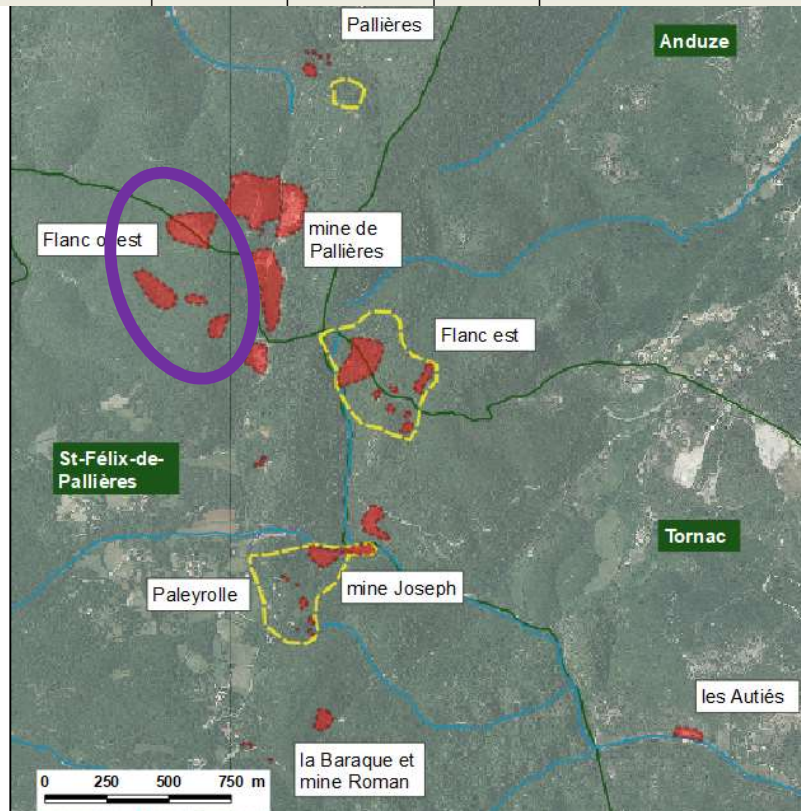 Pallières
Anduze
Flanc o est
mine de
Pallières
Flanc est
St-Félix-de-
Pallières
Tornac
Paleyrolle
mine Joseph
les Autiés
la Baraque et
mine Roman
0 250 500 750 m